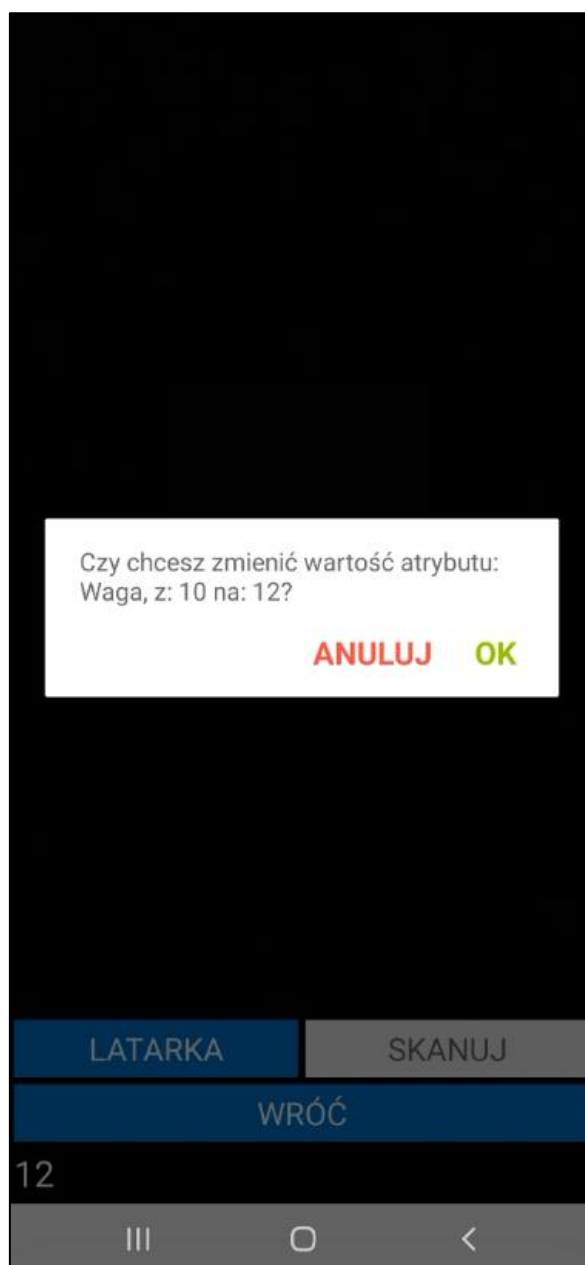 Czy chcesz zmienić wartość atrybutu:
Waga, z: 10 na: 12?
ANULUJ OK
LATARKA SKANUJ
WRÓĆ
12